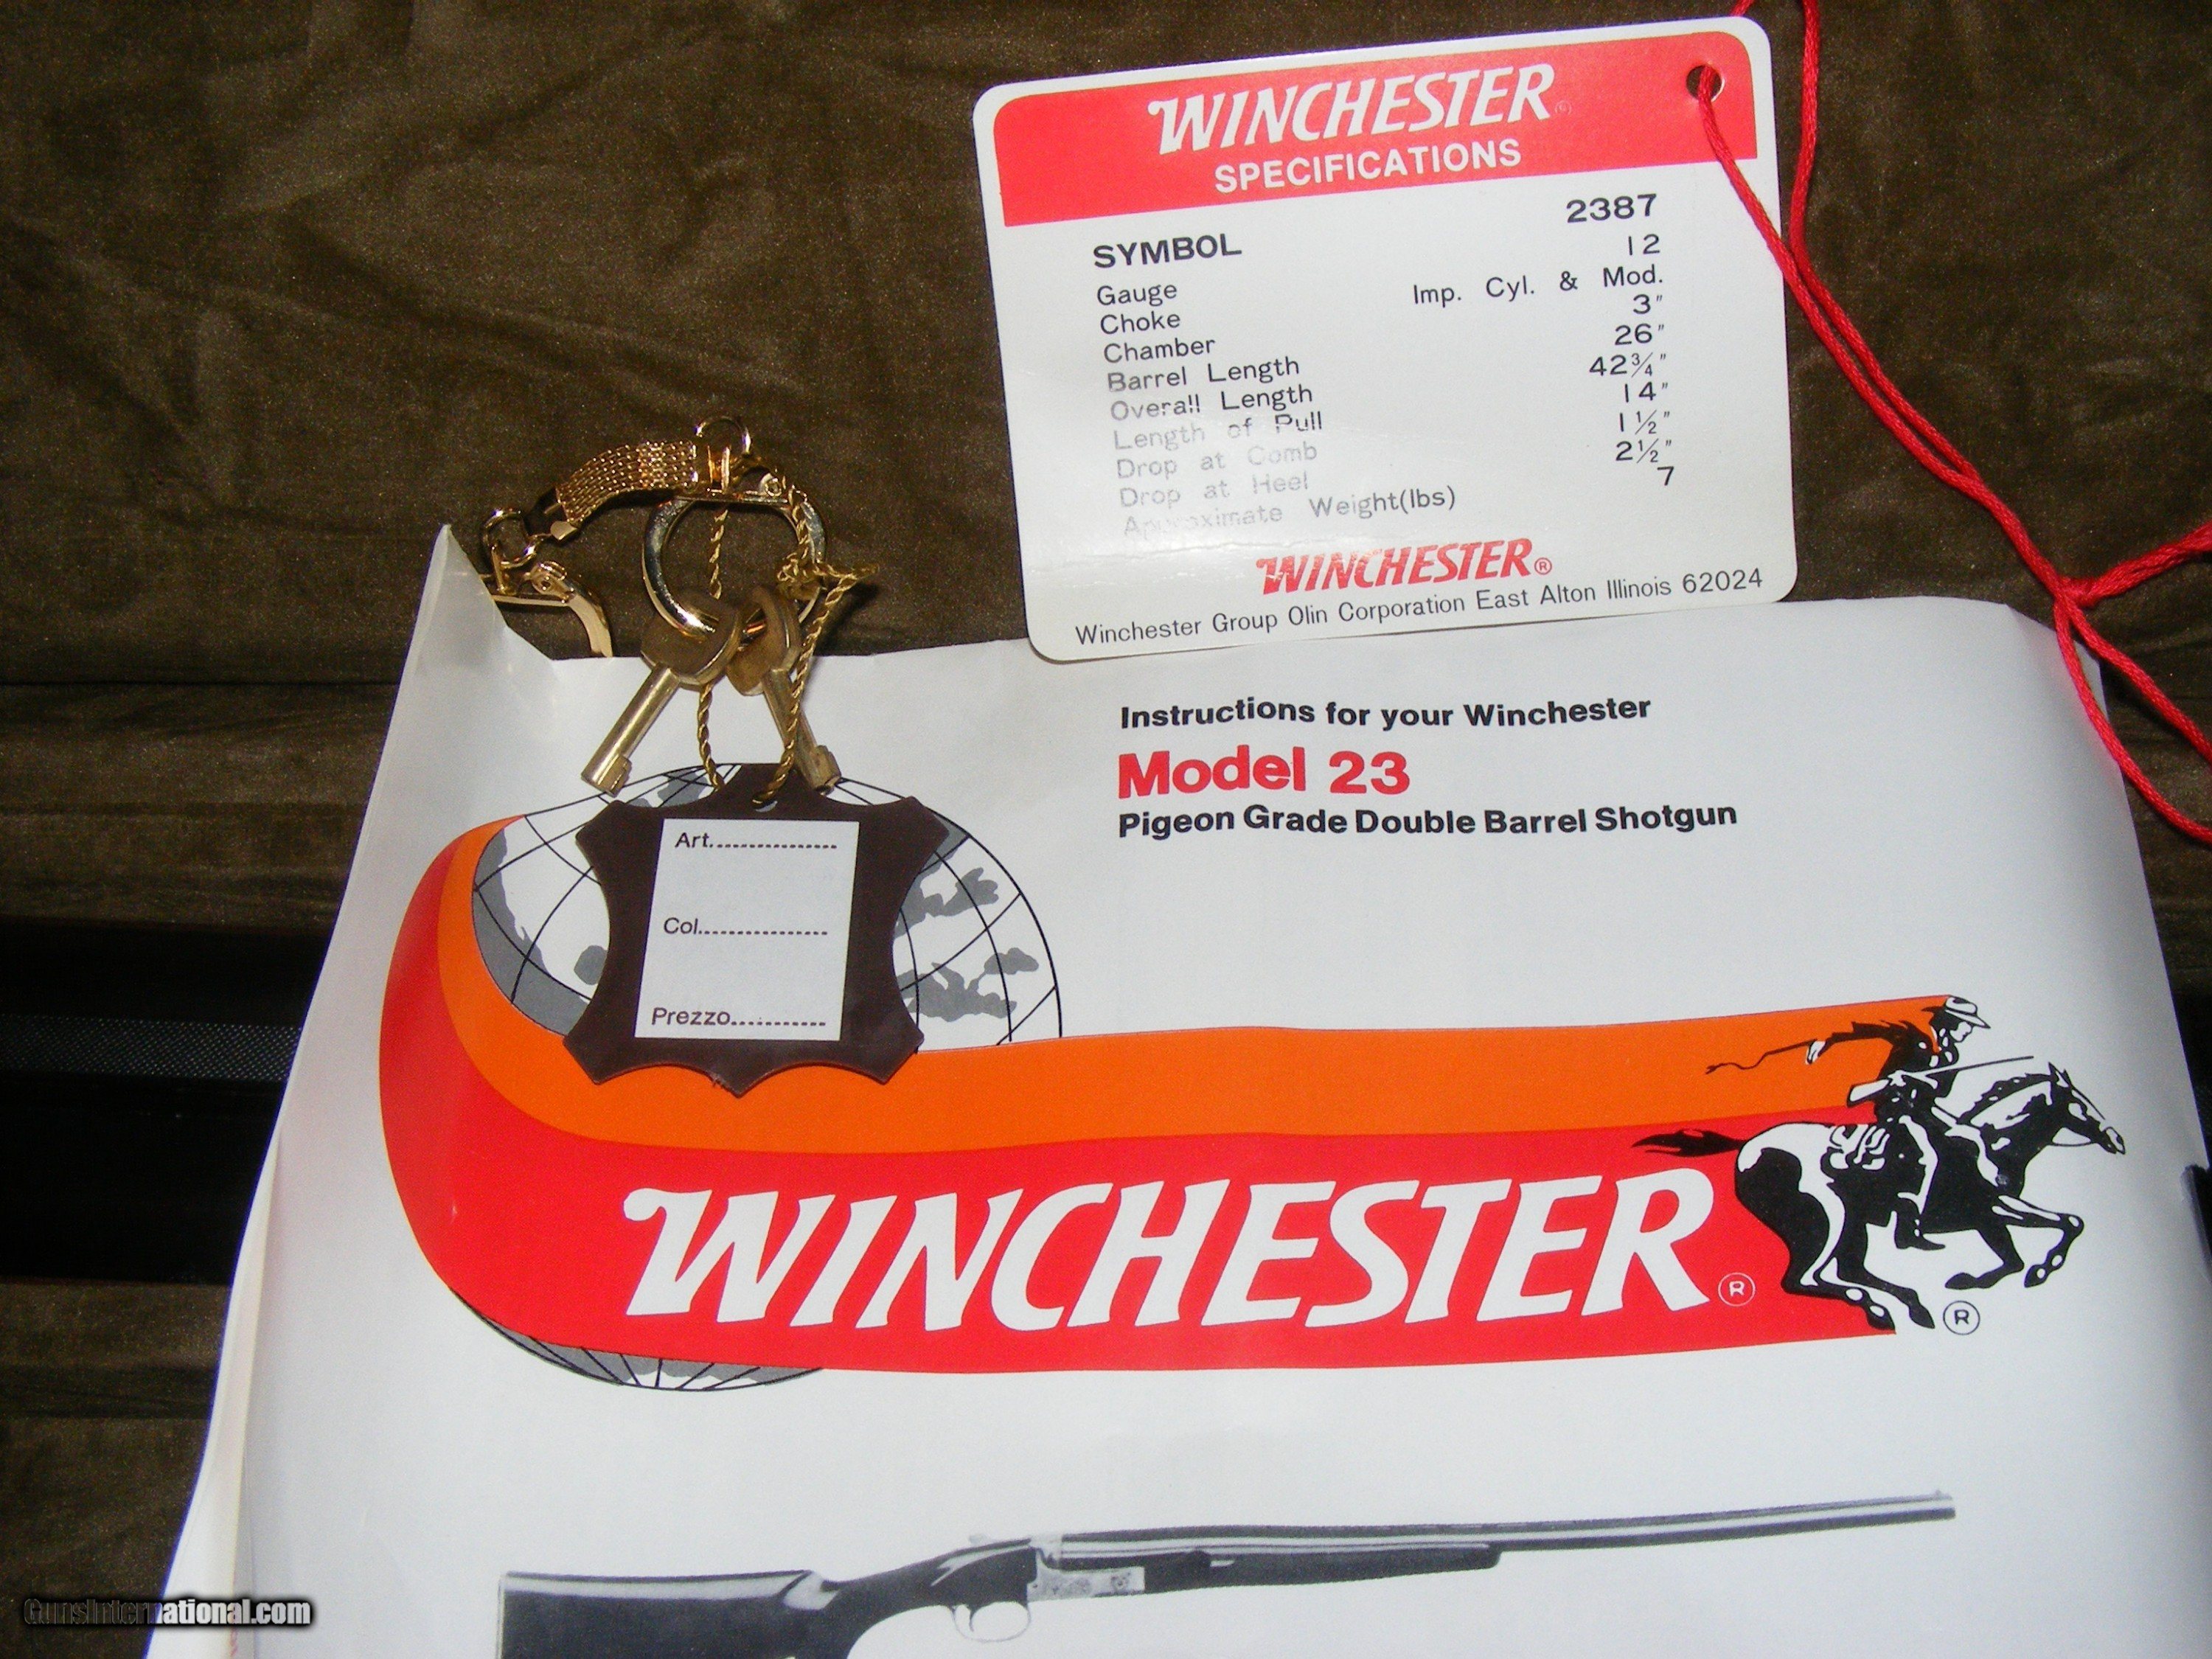 WINCHESTER
SPECIFICATIONS
SYMBOL 2387
Gauge 12
Choke Imp. Cyl. & Mod.
Chamber 3"
Barrel Length 26"
Overall Length 42¾"
Length of Pull 14"
Drop at Comb 1½"
Drop at Heel 2½"
Approximate Weight(lbs) 7
WINCHESTER®
Winchester Group Olin Corporation East Alton Illinois 62024
Instructions for your Winchester
Model 23
Pigeon Grade Double Barrel Shotgun
Art................
Col................
Prezzo............
WINCHESTER®
®
GunsInternational.com